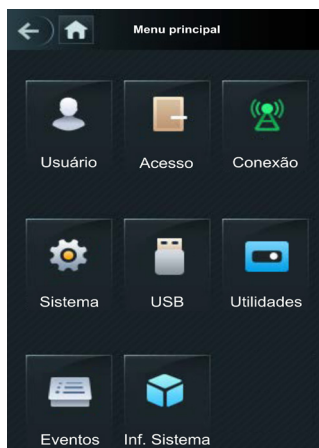 Menu principal
Usuário Acesso Conexão
Sistema USB Utilidades
Eventos Inf. Sistema